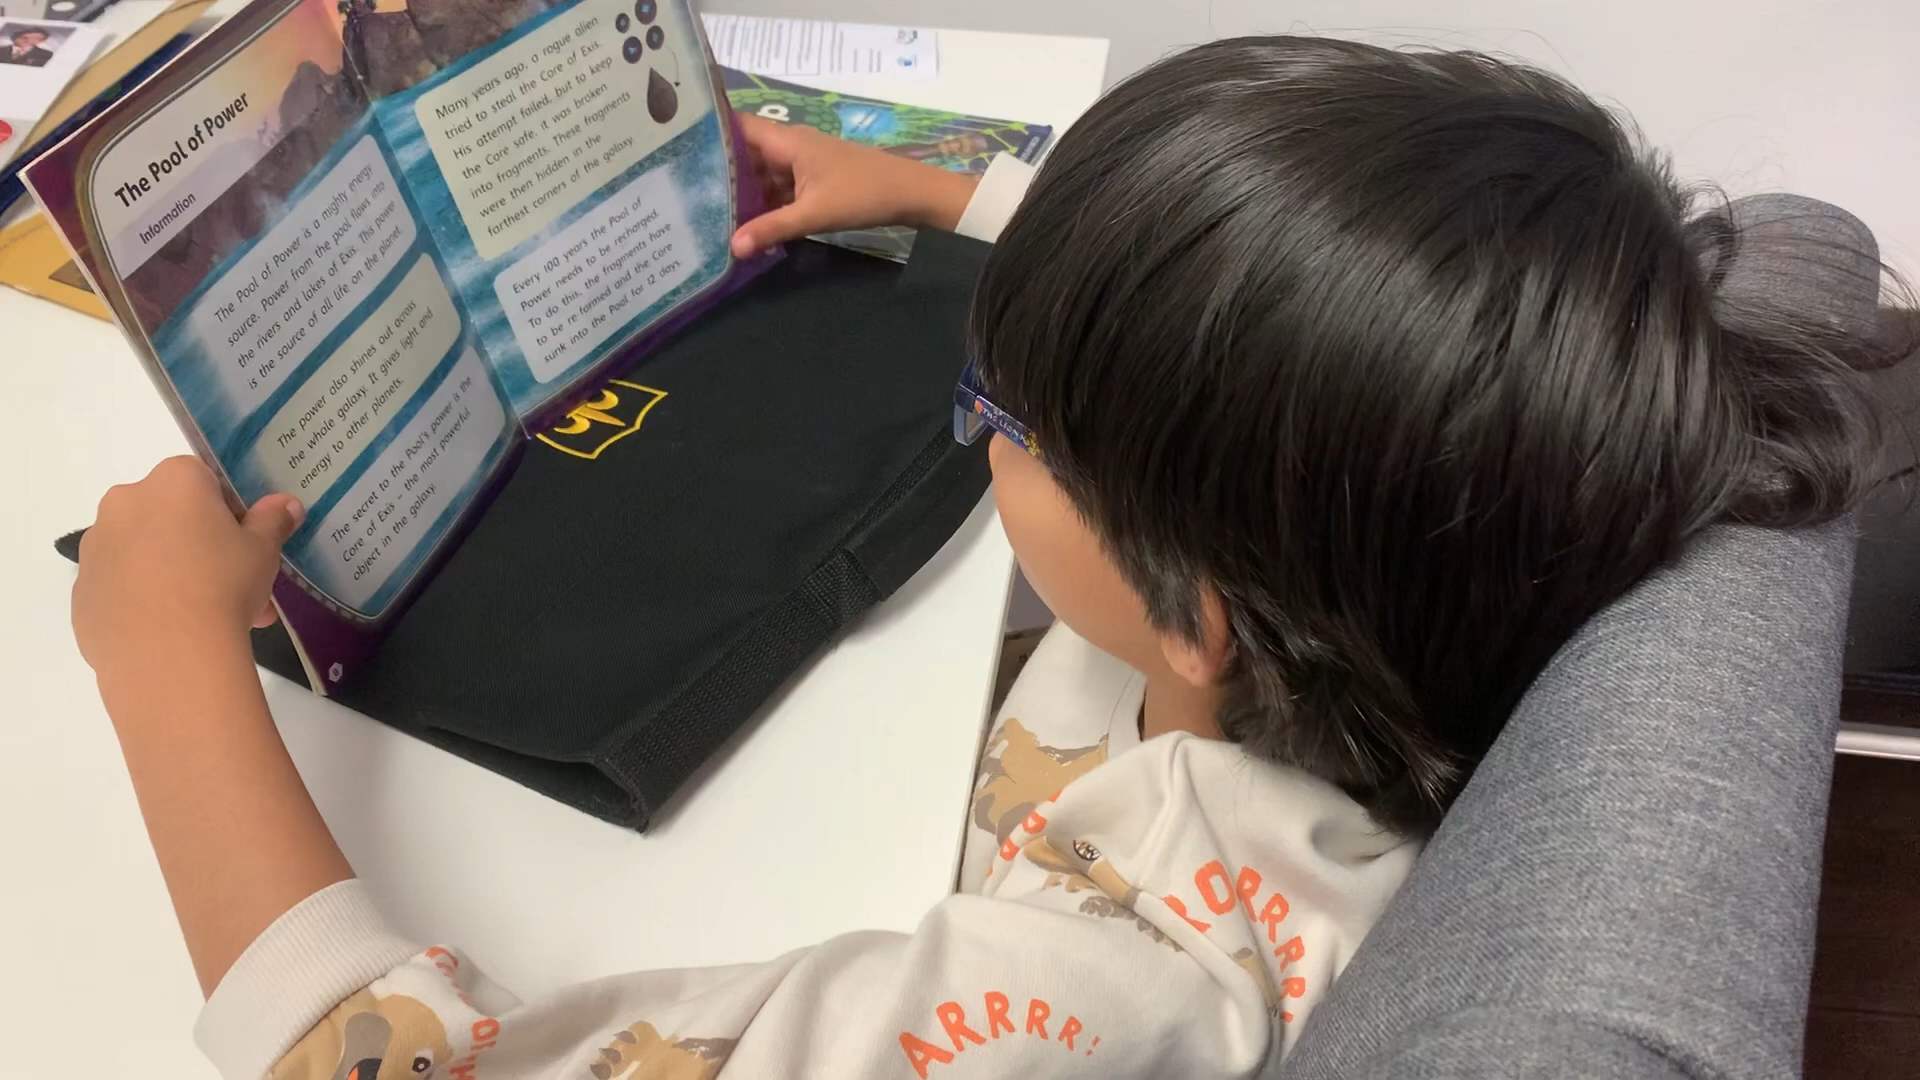 The Pool of Power
Information
The Pool of Power is a mighty energy
source. Power from the pool flows into
the rivers and lakes of Exis. This power
is the source of all life on the planet.
The power also shines out across
the whole galaxy. It gives light and
energy to other planets.
The secret to the Pool's power is the
Core of Exis – the most powerful
object in the galaxy.
Many years ago, a rogue alien
tried to steal the Core of Exis.
His attempt failed, but to keep
the Core safe, it was broken
into fragments. These fragments
were then hidden in the
farthest corners of the galaxy.
Every 100 years the Pool of
Power needs to be recharged.
To do this, the fragments have
to be re-formed and the Core
sunk into the Pool for 12 days.
THE LION
RORRRR
ARRRRR!